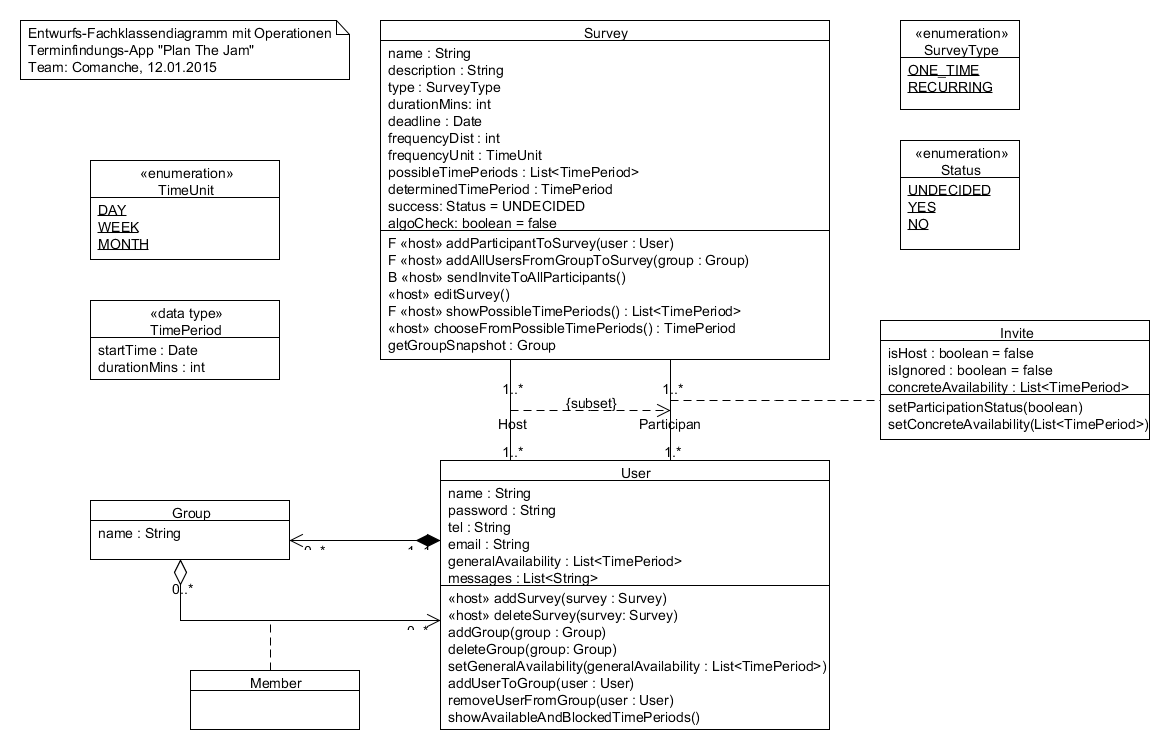 Entwurfs-Fachklassendiagramm mit Operationen
Terminfindungs-App "Plan The Jam"
Team: Comanche, 12.01.2015
Survey
name : String
description : String
type : SurveyType
durationMins: int
deadline : Date
frequencyDist : int
frequencyUnit : TimeUnit
possibleTimePeriods : List<TimePeriod>
determinedTimePeriod : TimePeriod
success: Status = UNDECIDED
algoCheck: boolean = false
F «host» addParticipantToSurvey(user : User)
F «host» addAllUsersFromGroupToSurvey(group : Group)
B «host» sendInviteToAllParticipants()
«host» editSurvey()
F «host» showPossibleTimePeriods() : List<TimePeriod>
«host» chooseFromPossibleTimePeriods() : TimePeriod
getGroupSnapshot : Group
«enumeration»
SurveyType
ONE_TIME
RECURRING
«enumeration»
Status
UNDECIDED
YES
NO
«enumeration»
TimeUnit
DAY
WEEK
MONTH
«data type»
TimePeriod
startTime : Date
durationMins : int
Invite
isHost : boolean = false
isIgnored : boolean = false
concreteAvailability : List<TimePeriod>
setParticipationStatus(boolean)
setConcreteAvailability(List<TimePeriod>)
1..*
1..*
{subset}
Host
Participan
1..*
1.*
User
name : String
password : String
tel : String
email : String
generalAvailability : List<TimePeriod>
messages : List<String>
«host» addSurvey(survey : Survey)
«host» deleteSurvey(survey: Survey)
addGroup(group : Group)
deleteGroup(group: Group)
setGeneralAvailability(generalAvailability : List<TimePeriod>)
addUserToGroup(user : User)
removeUserFromGroup(user : User)
showAvailableAndBlockedTimePeriods()
Group
name : String
0..*
0..*
0..*
Member